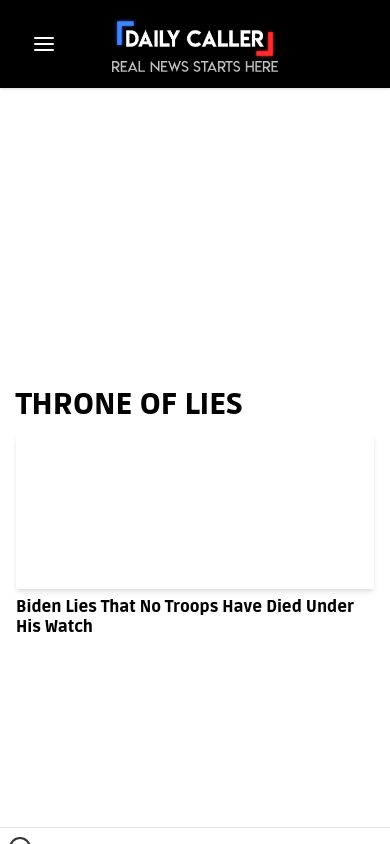 DAILY CALLER
REAL NEWS STARTS HERE
THRONE OF LIES
Biden Lies That No Troops Have Died Under
His Watch